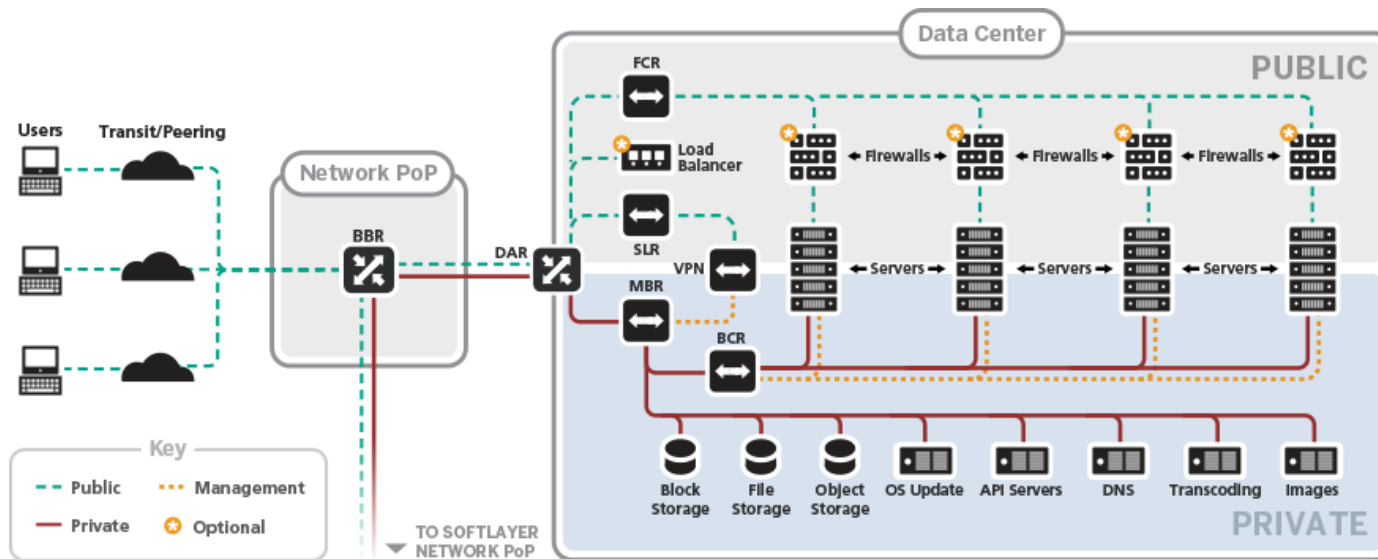 Data Center
PUBLIC
FCR
Users
Transit/Peering
Load
Balancer
Firewalls
Firewalls
Firewalls
Network PoP
SLR
BBR
DAR
VPN
Servers
Servers
Servers
MBR
BCR
Key
Public
Management
Private
Optional
Block
Storage
File
Storage
Object
Storage
OS Update
API Servers
DNS
Transcoding
Images
PRIVATE
TO SOFTLAYER
NETWORK PoP